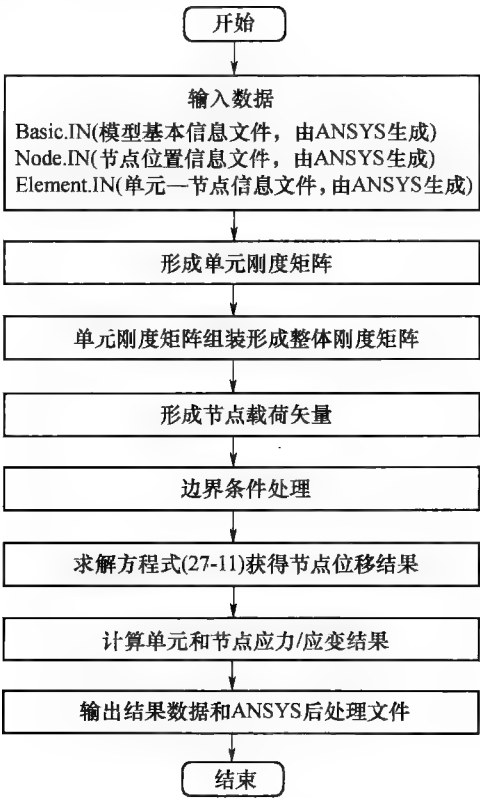 开始
输入数据
Basic.IN(模型基本信息文件，由ANSYS生成)
Node.IN(节点位置信息文件，由ANSYS生成)
Element.IN(单元—节点信息文件，由ANSYS生成)
形成单元刚度矩阵
单元刚度矩阵组装形成整体刚度矩阵
形成节点载荷矢量
边界条件处理
求解方程式(27-11)获得节点位移结果
计算单元和节点应力/应变结果
输出结果数据和ANSYS后处理文件
结束